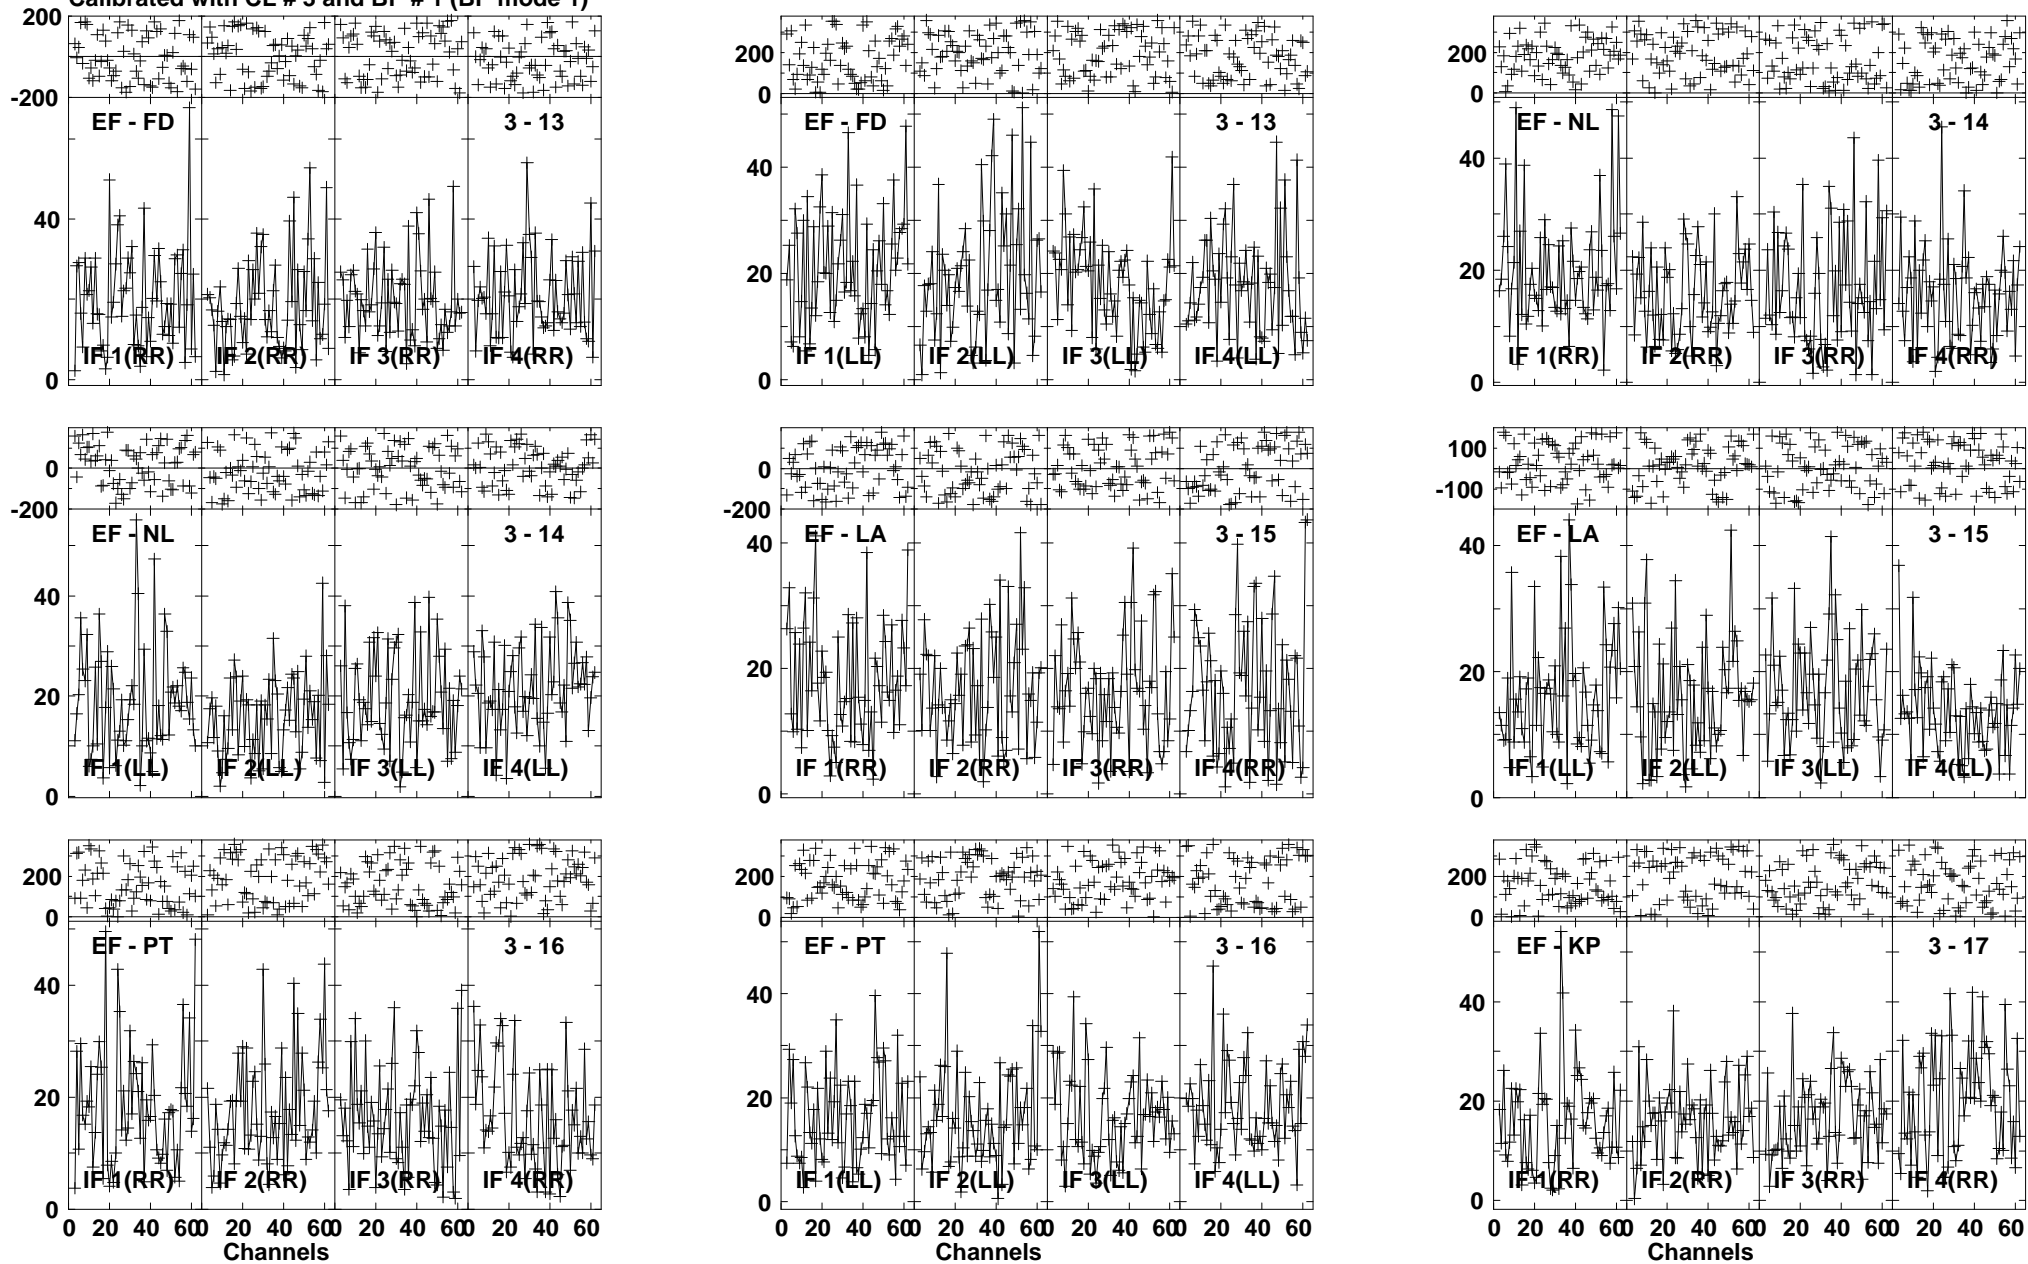 Calibrated with CL # 3 and BP # 1 (BP mode 1)
200
-200
EF - FD
3 - 13
40
0
IF 1(RR) IF 2(RR) IF 3(RR) IF 4(RR)
200
0
EF - FD
3 - 13
40
20
0
IF 1(LL) IF 2(LL) IF 3(LL) IF 4(LL)
200
0
EF - NL
3 - 14
40
20
0
IF 1(RR) IF 2(RR) IF 3(RR) IF 4(RR)
0
-200
EF - NL
3 - 14
40
20
0
IF 1(LL) IF 2(LL) IF 3(LL) IF 4(LL)
0
-200
EF - LA
3 - 15
40
20
0
IF 1(RR) IF 2(RR) IF 3(RR) IF 4(RR)
100
-100
EF - LA
3 - 15
40
20
0
IF 1(LL) IF 2(LL) IF 3(LL) IF 4(LL)
200
0
EF - PT
3 - 16
40
20
0
IF 1(RR) IF 2(RR) IF 3(RR) IF 4(RR)
0 20 40 60 0 20 40 60 0 20 40 60 0 20 40 60
Channels
200
0
EF - PT
3 - 16
40
20
0
IF 1(LL) IF 2(LL) IF 3(LL) IF 4(LL)
0 20 40 60 0 20 40 60 0 20 40 60 0 20 40 60
Channels
200
0
EF - KP
3 - 17
40
20
0
IF 1(RR) IF 2(RR) IF 3(RR) IF 4(RR)
0 20 40 60 0 20 40 60 0 20 40 60 0 20 40 60
Channels